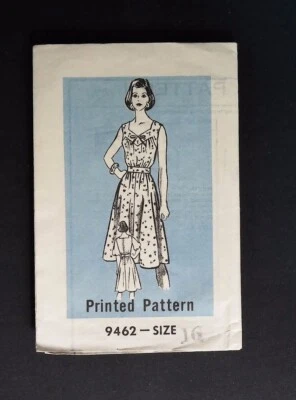 Printed Pattern
9462 — SIZE 16